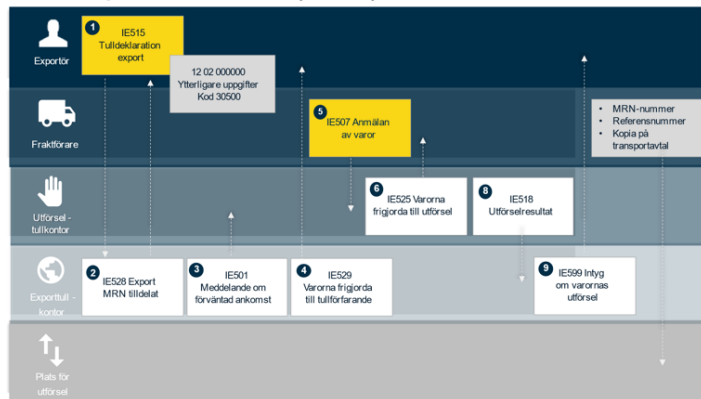 Exportör
1
IE515
Tulldeklaration
export
12 02 000000
Ytterligare uppgifter
Kod 30500
Fraktförare
5
IE507 Anmälan
av varor
• MRN-nummer
• Referensnummer
• Kopia på
transportavtal
Utförsel -
tullkontor
6
IE525 Varorna
frigjorda till utförsel
8
IE518
Utförselresultat
Exporttull -
kontor
2
IE528 Export
MRN tilldelat
3
IE501
Meddelande om
förväntad ankomst
4
IE529
Varorna frigjorda
till tullförfarande
9
IE599 Intyg
om varornas
utförsel
Plats för
utförsel